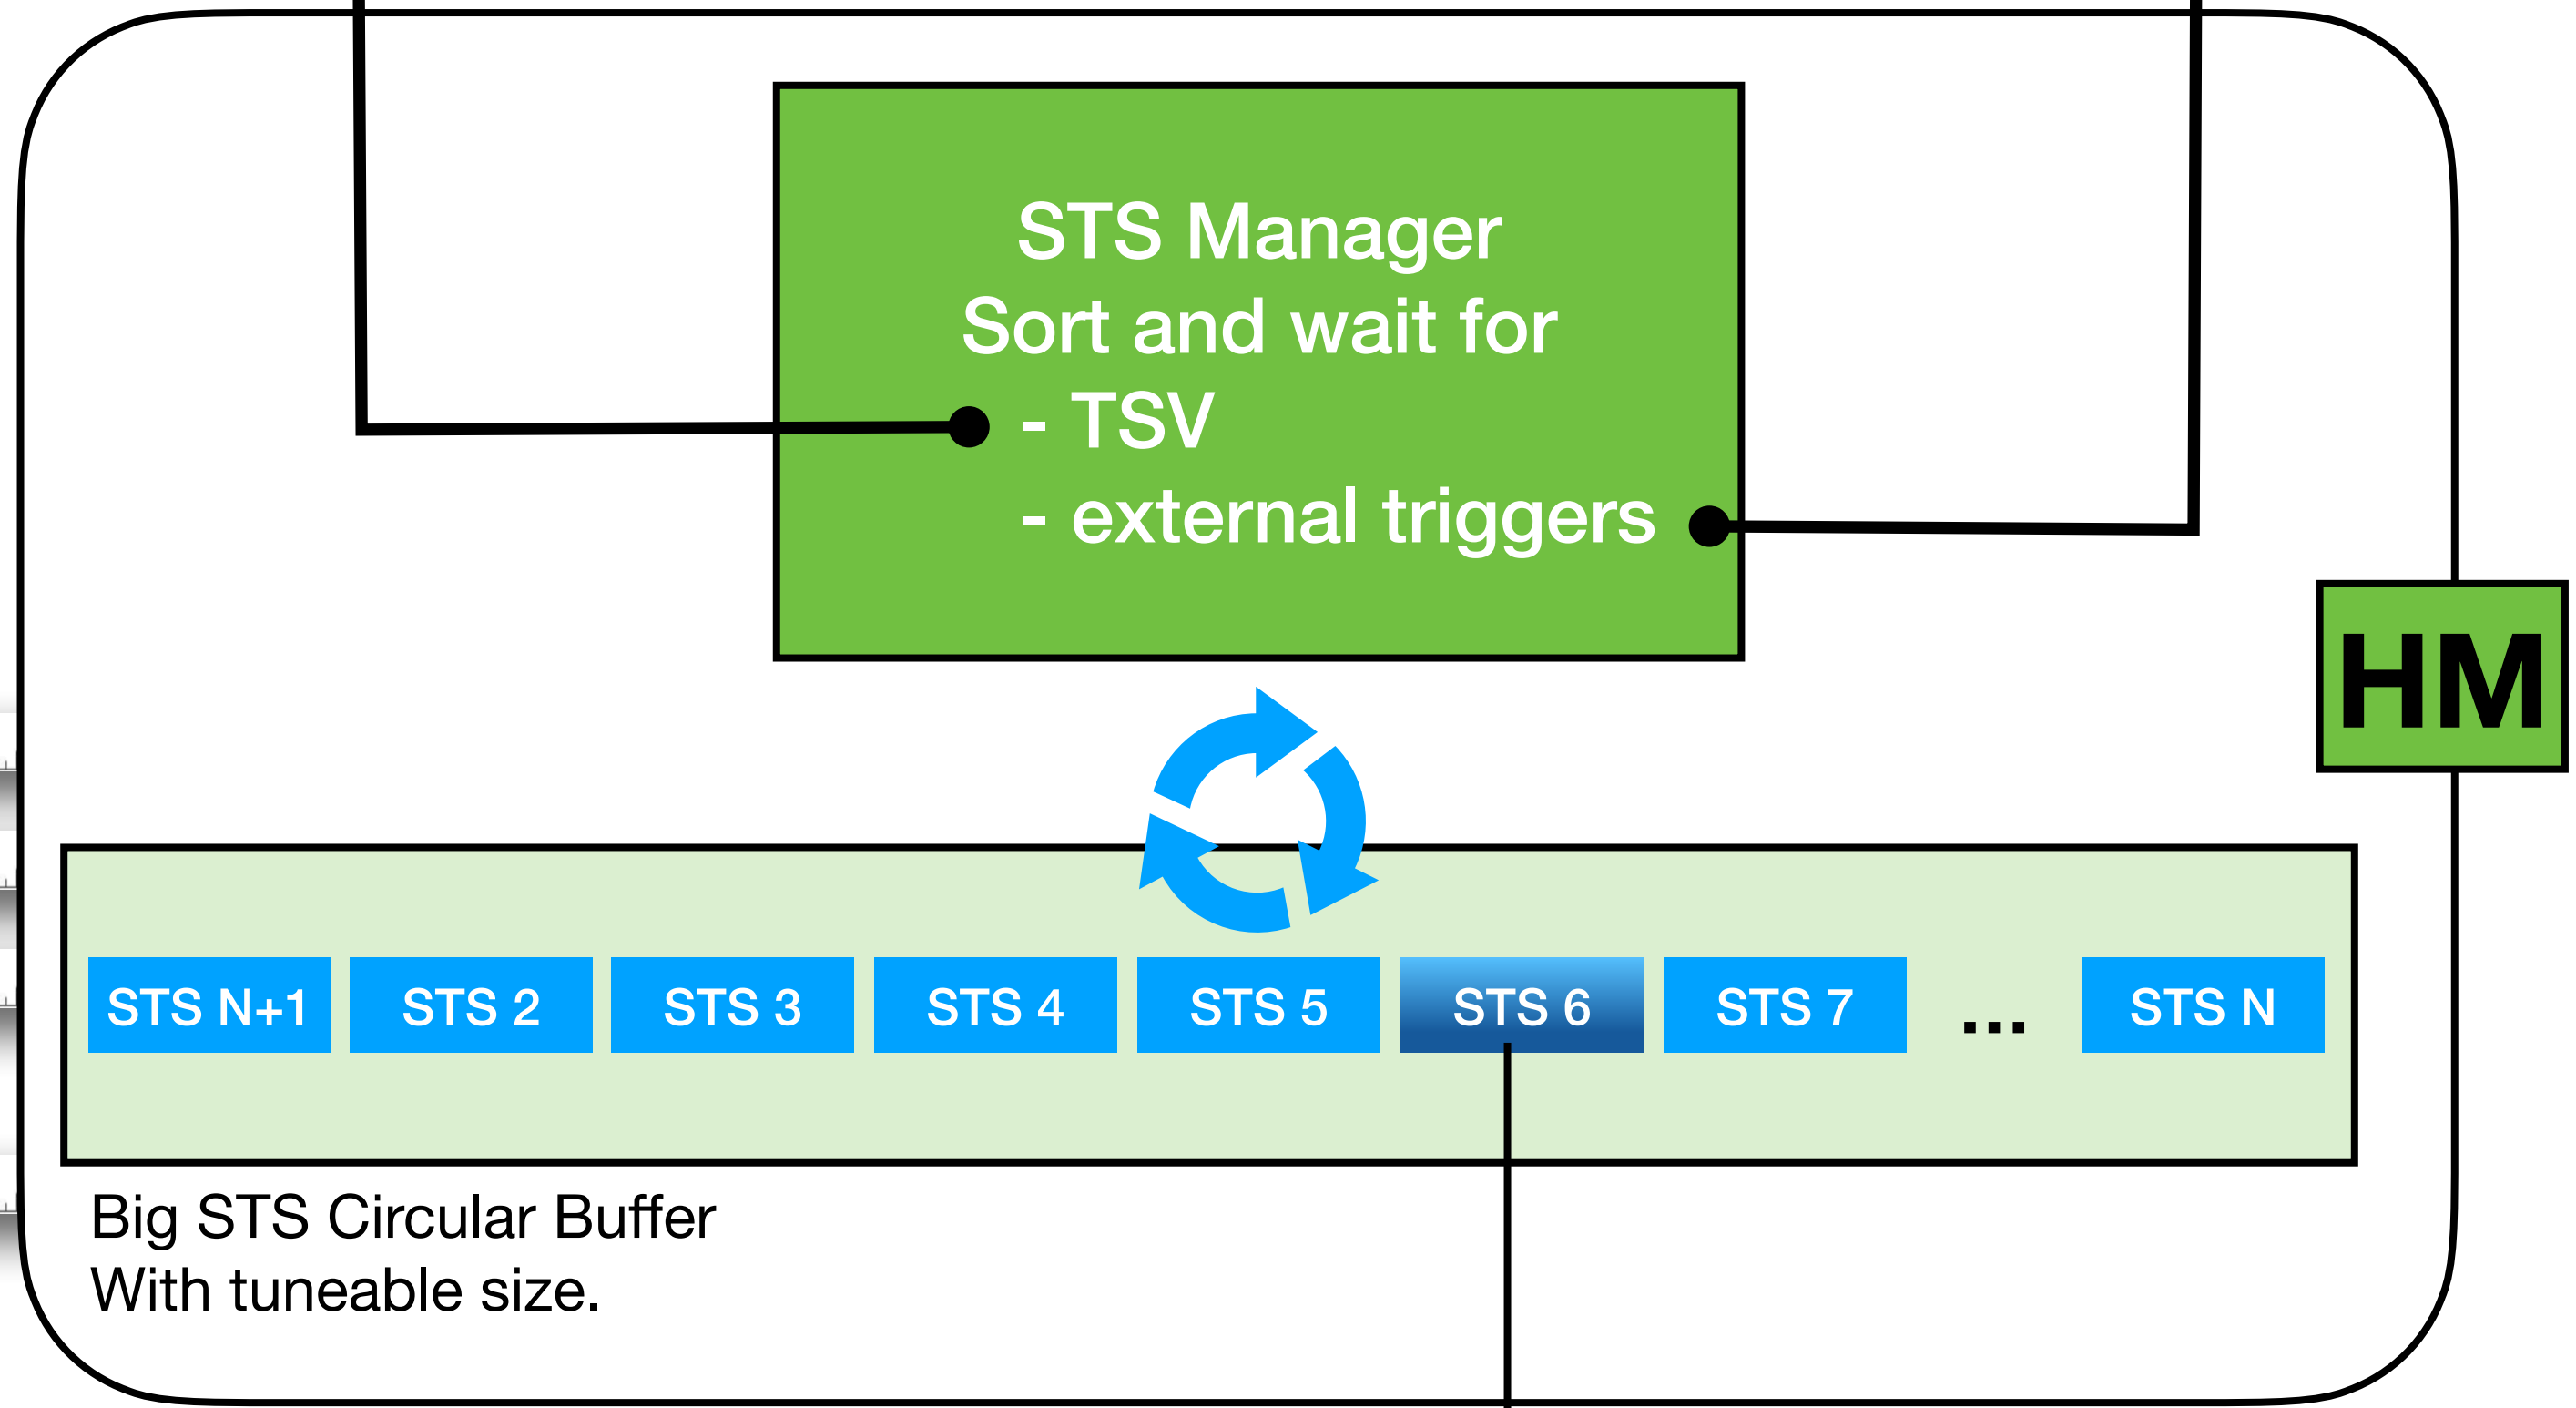 STS Manager
Sort and wait for
- TSV
- external triggers
HM
STS N+1 STS 2 STS 3 STS 4 STS 5 STS 6 STS 7 ... STS N
Big STS Circular Buffer
With tuneable size.